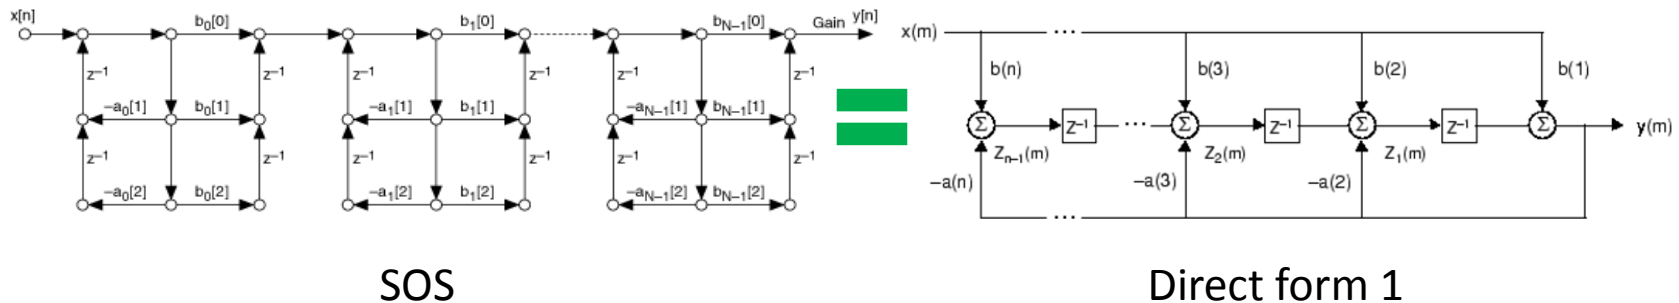 x[n] b0[0] b1[0] bN−1[0] Gain y[n]
z−1 z−1 z−1 z−1 z−1 z−1
−a0[1] b0[1] −a1[1] b1[1] −aN−1[1] bN−1[1]
z−1 z−1 z−1 z−1 z−1 z−1
−a0[2] b0[2] −a1[2] b1[2] −aN−1[2] bN−1[2]
x(m) ...
b(n) b(3) b(2) b(1)
Σ Z−1 ... Σ Z−1 Σ Z−1 Σ y(m)
Zn−1(m) Z2(m) Z1(m)
−a(n) −a(3) −a(2)
...
SOS
Direct form 1